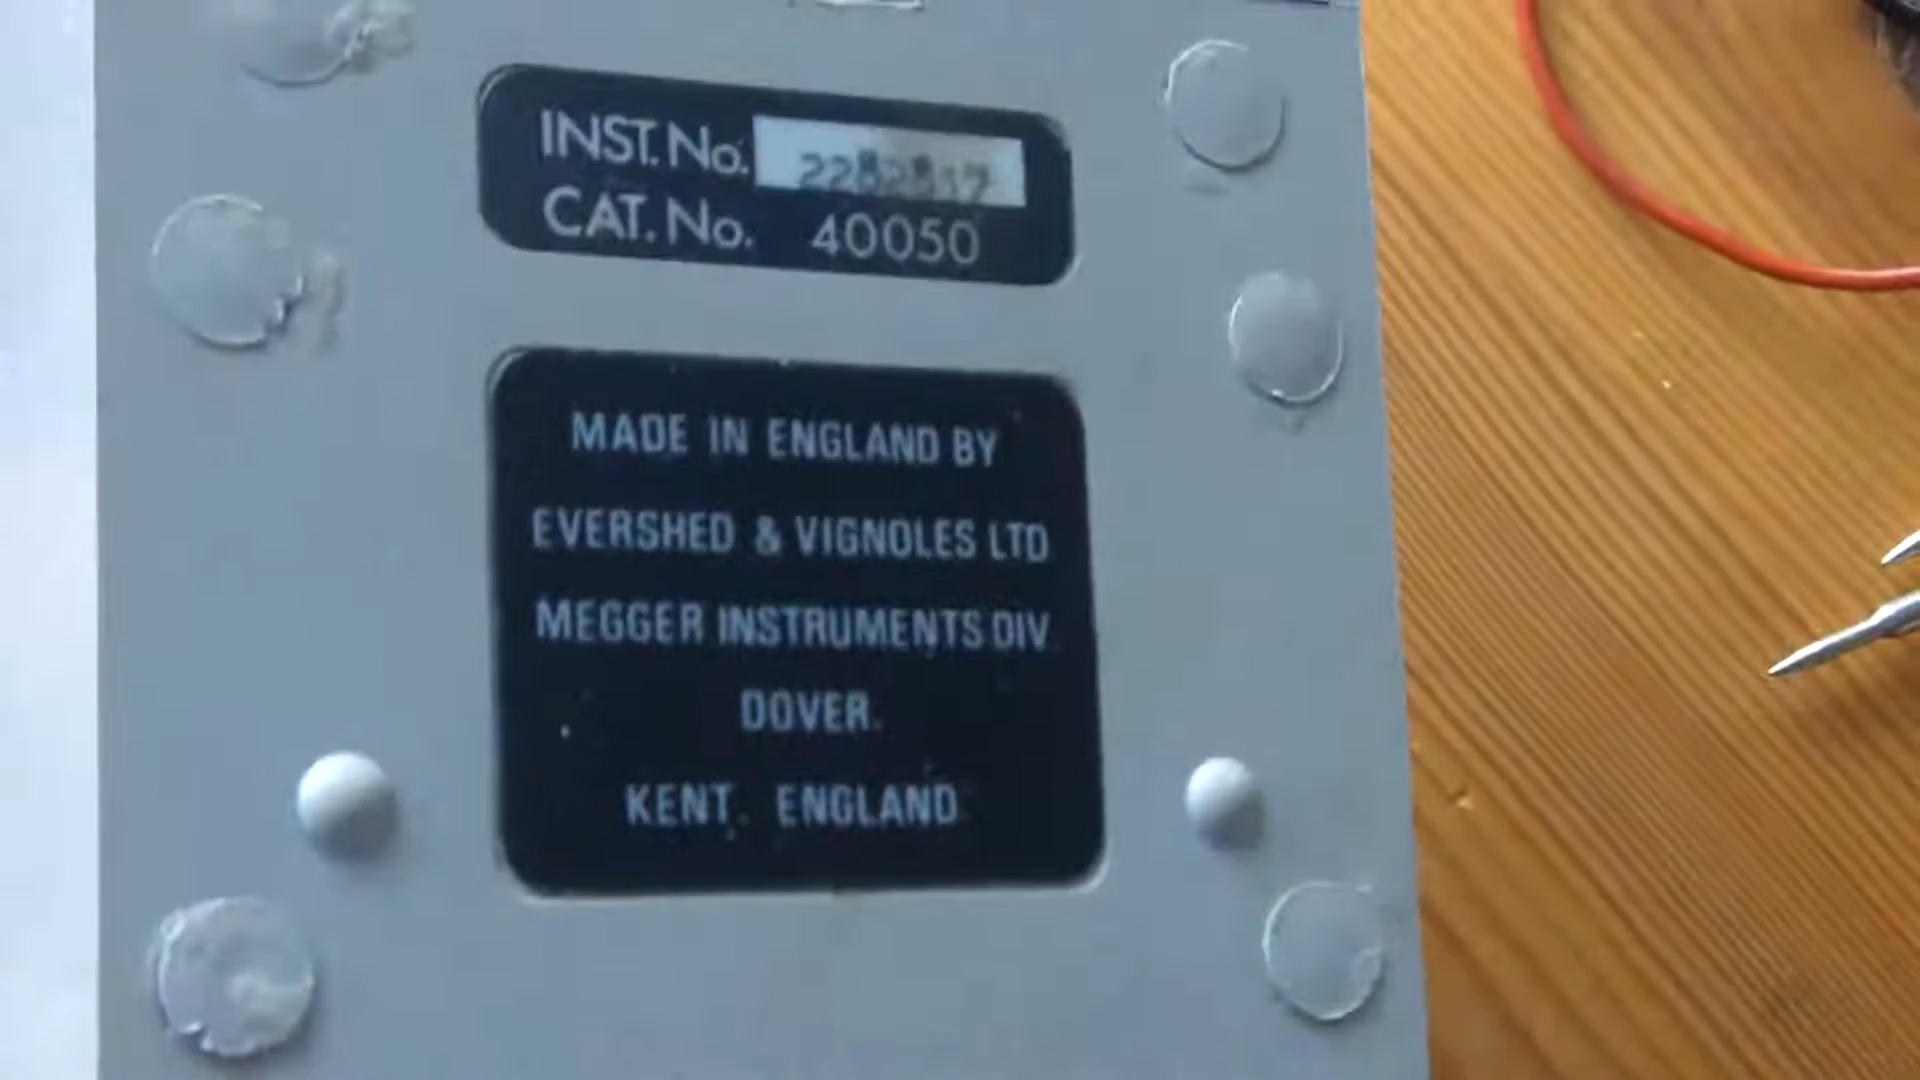 INST. No.
CAT. No. 40050
MADE IN ENGLAND BY
EVERSHED & VIGNOLES LTD
MEGGER INSTRUMENTS DIV
DOVER.
KENT. ENGLAND